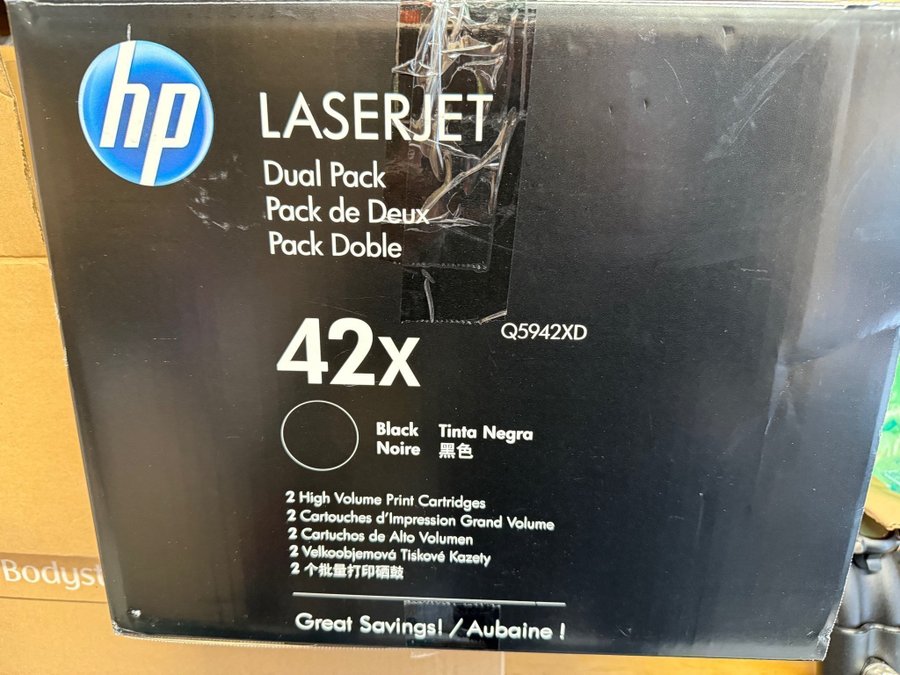 hp
LASERJET
Dual Pack
Pack de Deux
Pack Doble
42X
Q5942XD
Black Tinta Negra
Noire 黑色
2 High Volume Print Cartridges
2 Cartouches d'Impression Grand Volume
2 Cartuchos de Alto Volumen
2 Velkoobjemová Tiskové Kazety
2 个批量打印硒鼓
Great Savings! / Aubaine !